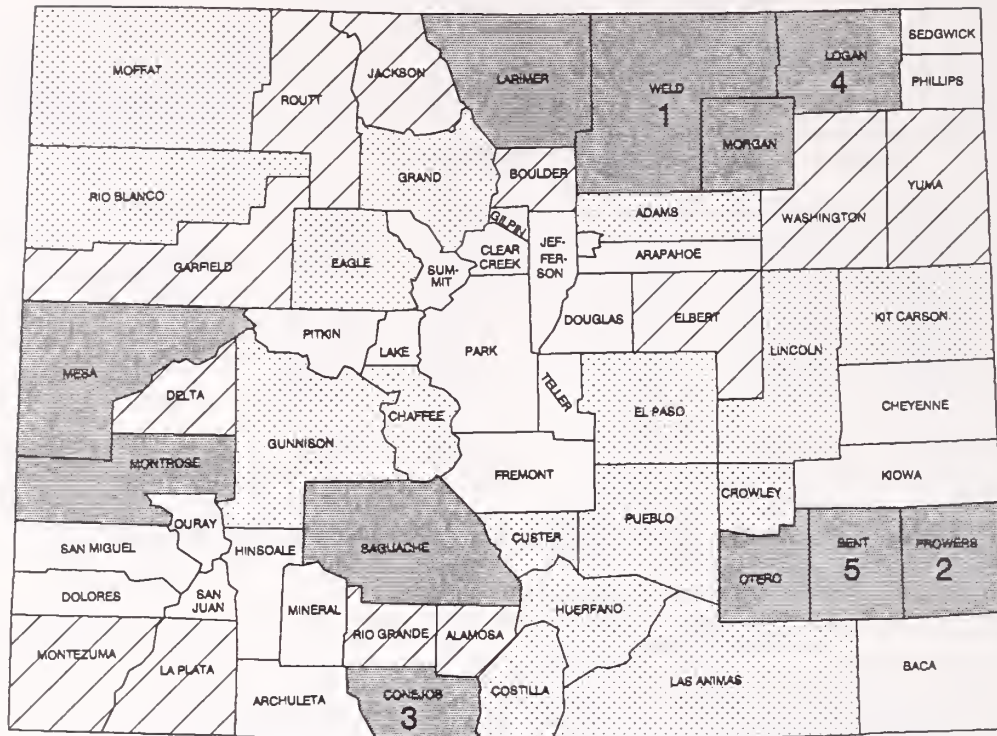 SEDGWICK
LOGAN
4
MOFFAT
JACKSON
LARIMER
WELD
1
PHILLIPS
ROUTT
MORGAN
GRAND
BOULDER
RIO BLANCO
YUMA
ADAMS
WASHINGTON
GILPIN
EAGLE
CLEAR
CREEK
JEF-
FER-
SON
ARAPAHOE
GARFIELD
SUM-
MIT
DOUGLAS
ELBERT
KIT CARSON
PITKIN
LAKE
PARK
LINCOLN
MESA
DELTA
TELLER
CHEYENNE
CHAFFEE
EL PASO
GUNNISON
MONTROSE
FREMONT
KIOWA
CROWLEY
OURAY
PUEBLO
SAN MIGUEL
HINSDALE
SAGUACHE
CUSTER
OTERO
BENT
5
PROWERS
2
DOLORES
SAN
JUAN
MINERAL
HUERFANO
RIO GRANDE
ALAMOSA
MONTEZUMA
LA PLATA
BACA
ARCHULETA
CONEJOS
3
COSTILLA
LAS ANIMAS